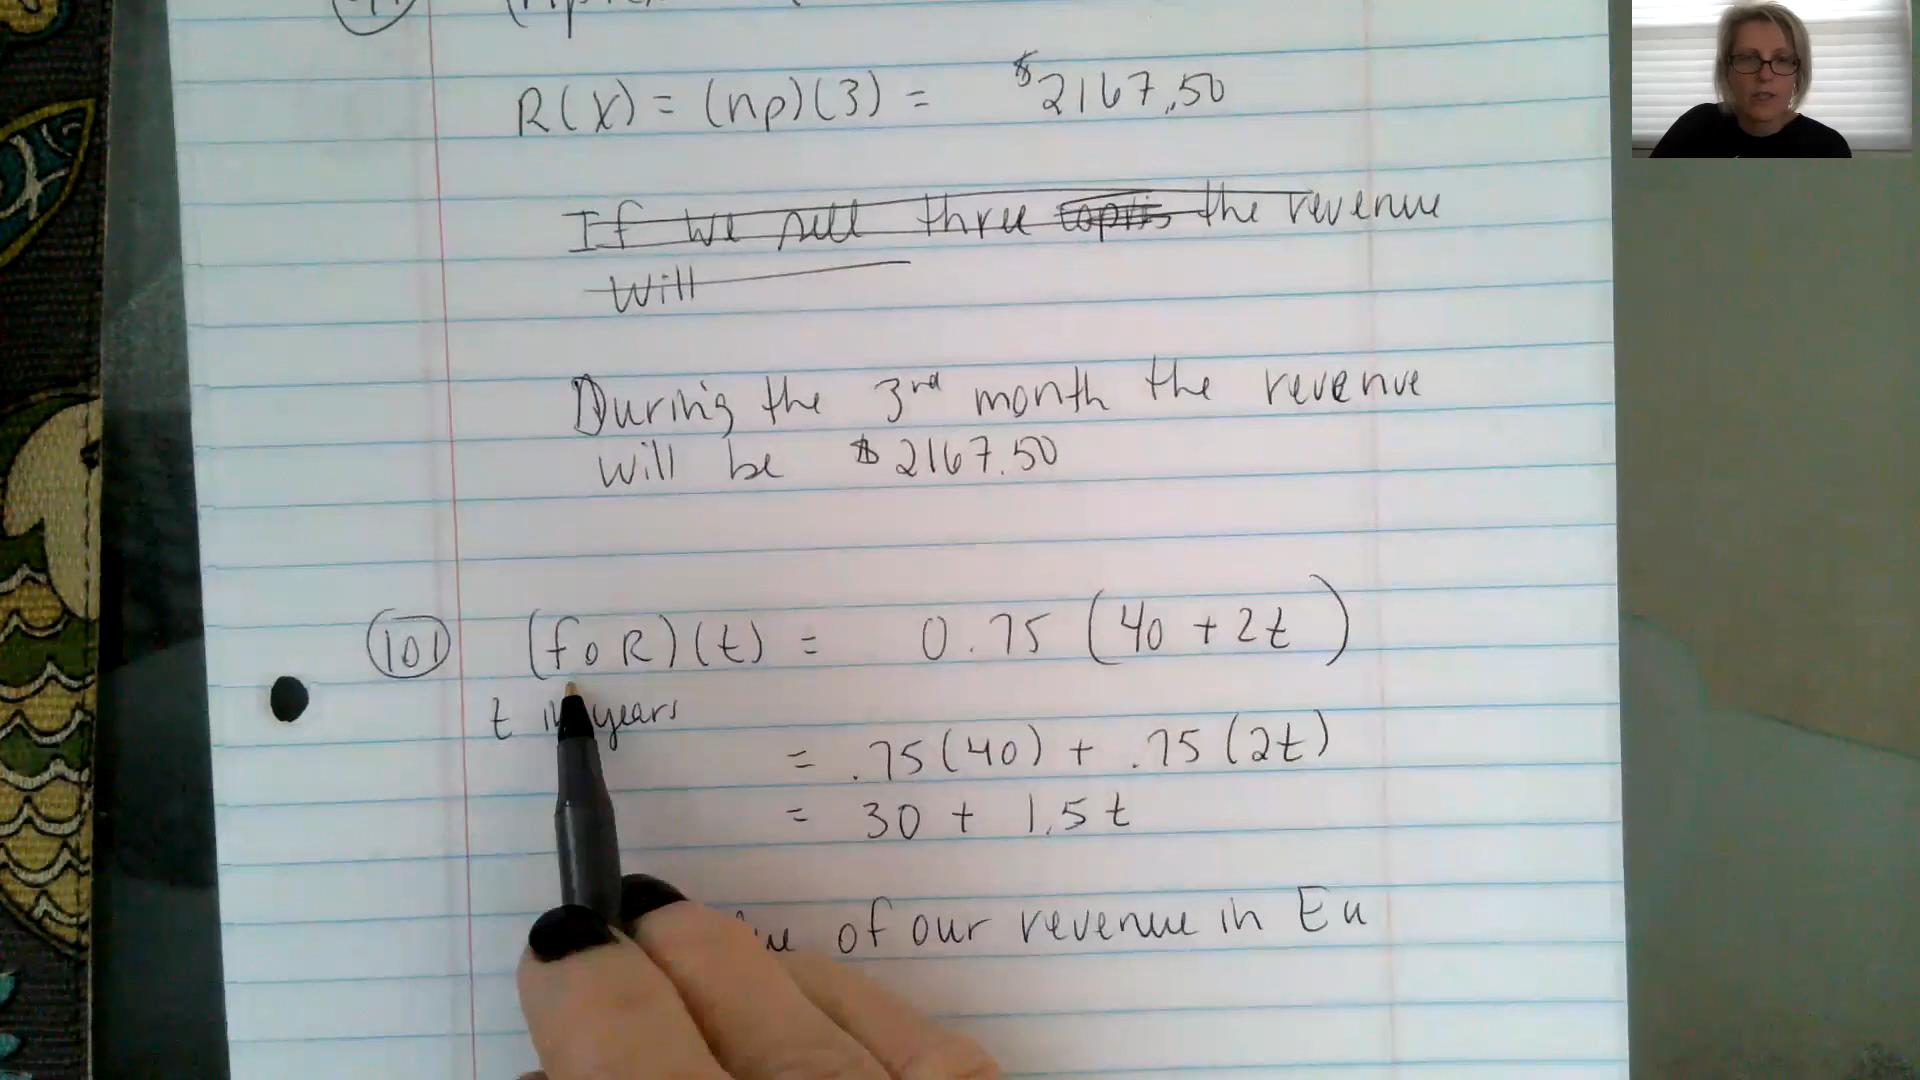 R(x) = (np)(3) = $2167.50
If we sell three the revenue
will
During the 3rd month the revenue
will be $2167.50
101 (f o R)(t) = 0.75 (40 + 2t)
t in years
= .75(40) + .75(2t)
= 30 + 1.5t
of our revenue in Eu